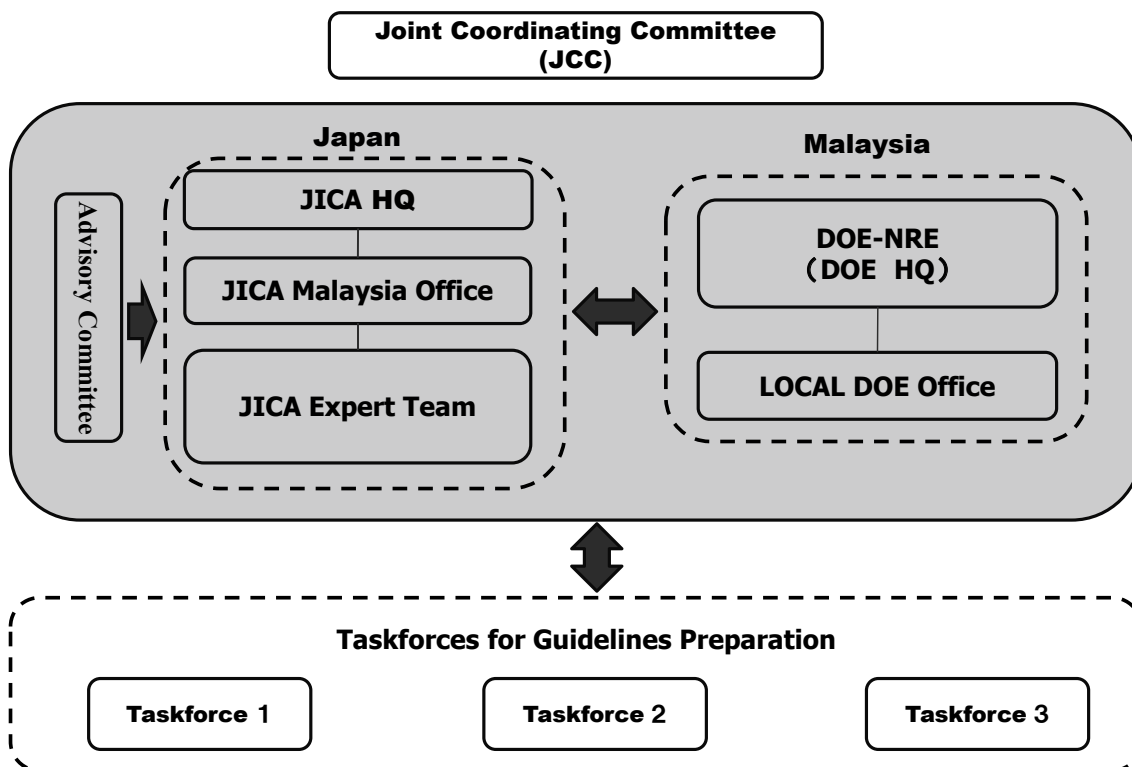 Joint Coordinating Committee
(JCC)
Japan
Malaysia
Advisory Committee
JICA HQ
JICA Malaysia Office
JICA Expert Team
DOE-NRE
（DOE HQ）
LOCAL DOE Office
Taskforces for Guidelines Preparation
Taskforce 1
Taskforce 2
Taskforce 3